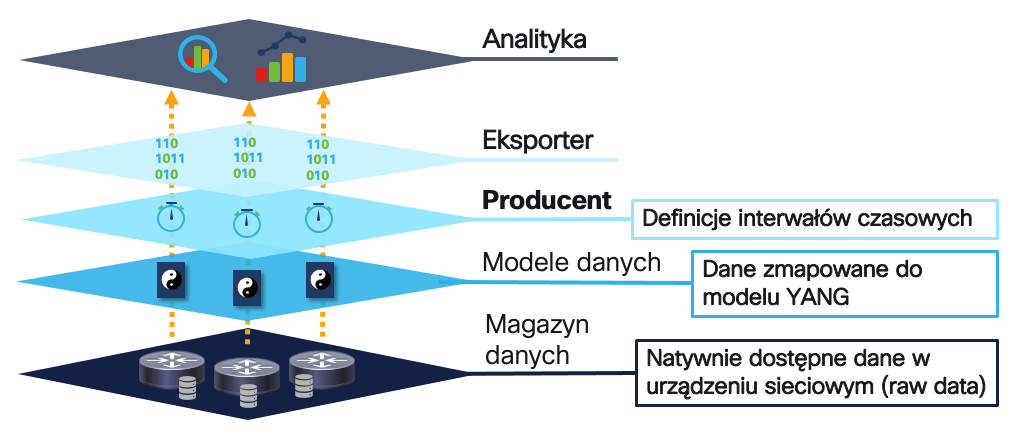 Analityka
110
1011
010
110
1011
010
110
1011
010
Eksporter
Producent
Definicje interwałów czasowych
Modele danych
Dane zmapowane do
modelu YANG
Magazyn
danych
Natywnie dostępne dane w
urządzeniu sieciowym (raw data)